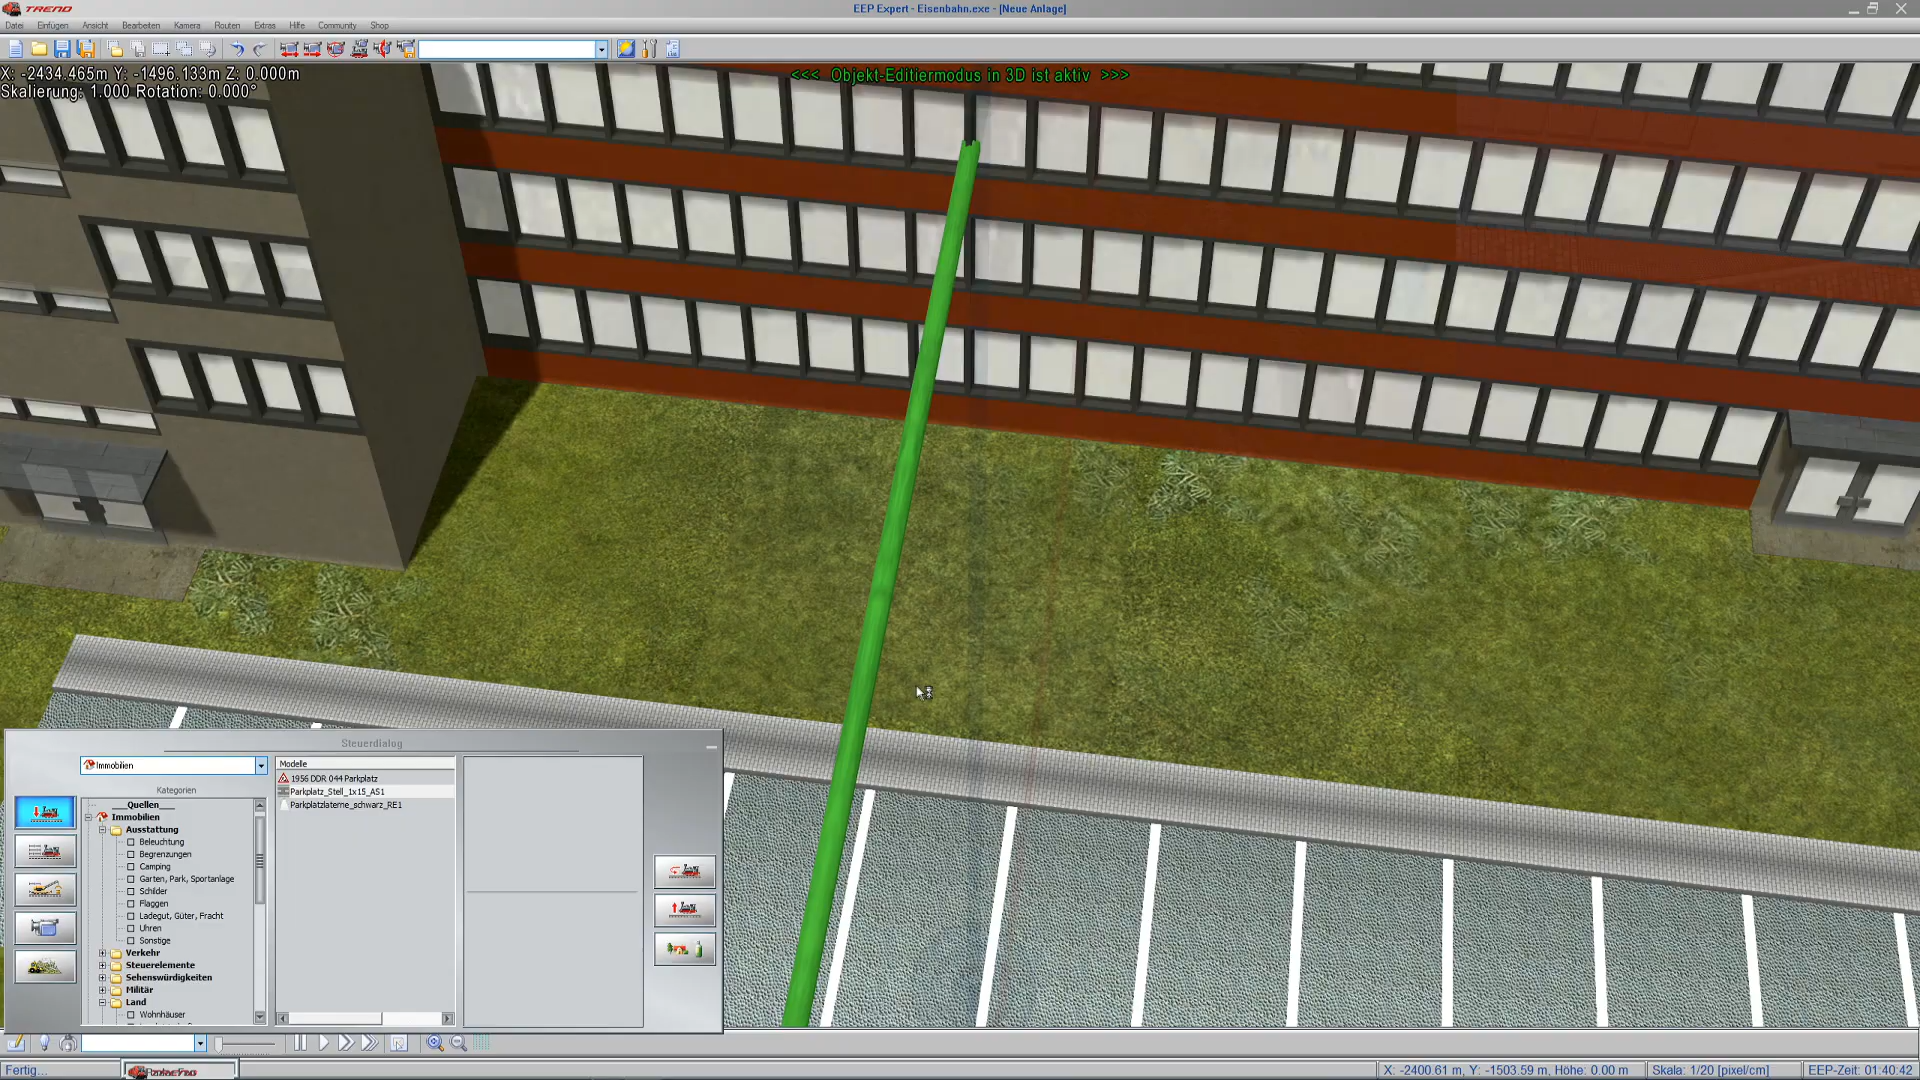 TREND
EEP Expert - Eisenbahn.exe - [Neue Anlage]
Datei Einfügen Ansicht Bearbeiten Kamera Routen Extras Hilfe Community Shop
X: -2434.465m Y: -1496.133m Z: 0.000m
Skalierung: 1.000 Rotation: 0.000°
<<< Objekt-Editiermodus in 3D ist aktiv >>>
Steuerdialog
Immobilien
Kategorien
Quellen
Immobilien
Ausstattung
Beleuchtung
Begrenzungen
Camping
Garten, Park, Sportanlage
Schilder
Flaggen
Ladegut, Güter, Fracht
Uhren
Sonstige
Verkehr
Steuerelemente
Sehenswürdigkeiten
Militär
Land
Wohnhäuser
Modelle
1956 DDR 044 Parkplatz
Parkplatz_Stell_1x15_AS1
Parkplatzlaterne_schwarz_RE1
Fertig...
X: -2400.61 m, Y: -1503.59 m, Höhe: 0.00 m
Skala: 1/20 [pixel/cm]
EEP-Zeit: 01:40:42